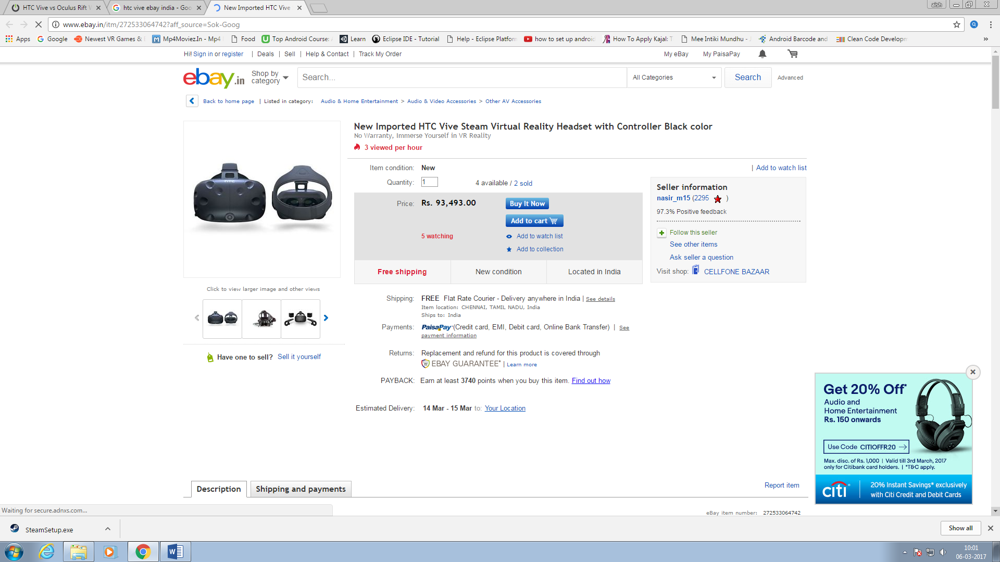 HTC Vive vs Oculus Rift
htc vive ebay india - Goo
New Imported HTC Vive
aish
www.ebay.in/itm/272533064742?aff_source=Sok-Goog
Apps
Google
Newest VR Games &
Mp4Moviez.In - Mp4
Food
Top Android Course:
Learn
Eclipse IDE - Tutorial
Help - Eclipse Platform
how to set up android
How To Apply Kajal: T
Mee Intiki Mundhu -
Android Barcode and
Clean Code Developm
»
Hi! Sign in or register | Deals | Sell | Help & Contact | Track My Order
My eBay
My PaisaPay
ebay.in
Shop by
category
Search...
All Categories
Search
Advanced
Back to home page | Listed in category: Audio & Home Entertainment > Audio & Video Accessories > Other AV Accessories
New Imported HTC Vive Steam Virtual Reality Headset with Controller Black color
No Warranty, Immerse Yourself in VR Reality
3 viewed per hour
Item condition: New
| Add to watch list
Quantity: 1 4 available / 2 sold
Price: Rs. 93,493.00
Buy It Now
Add to cart
5 watching
Add to watch list
Add to collection
Free shipping
New condition
Located in India
Seller information
nasir_m15 (2295 )
97.3% Positive feedback
Follow this seller
See other items
Ask seller a question
Visit shop: CELLFONE BAZAAR
hTC
Click to view larger image and other views
Have one to sell? Sell it yourself
Shipping: FREE Flat Rate Courier - Delivery anywhere in India | See details
Item location: CHENNAI, TAMIL NADU, India
Ships to: India
Payments: PaisaPay (Credit card, EMI, Debit card, Online Bank Transfer) | See
payment information
Returns: Replacement and refund for this product is covered through
EBAY GUARANTEE* | Learn more
PAYBACK: Earn at least 3740 points when you buy this item. Find out how
Estimated Delivery: 14 Mar - 15 Mar to: Your Location
Get 20% Off*
Audio and
Home Entertainment
Rs. 150 onwards
Use Code CITIOFFR20
Max. disc. of Rs. 1,000 | Valid till 3rd March, 2017
only for Citibank card holders. | *T&C apply.
citi
20% Instant Savings* exclusively
with Citi Credit and Debit Cards
Description
Shipping and payments
Report item
eBay item number: 272533064742
Waiting for secure.adnxs.com...
SteamSetup.exe
Show all
10:01
06-03-2017